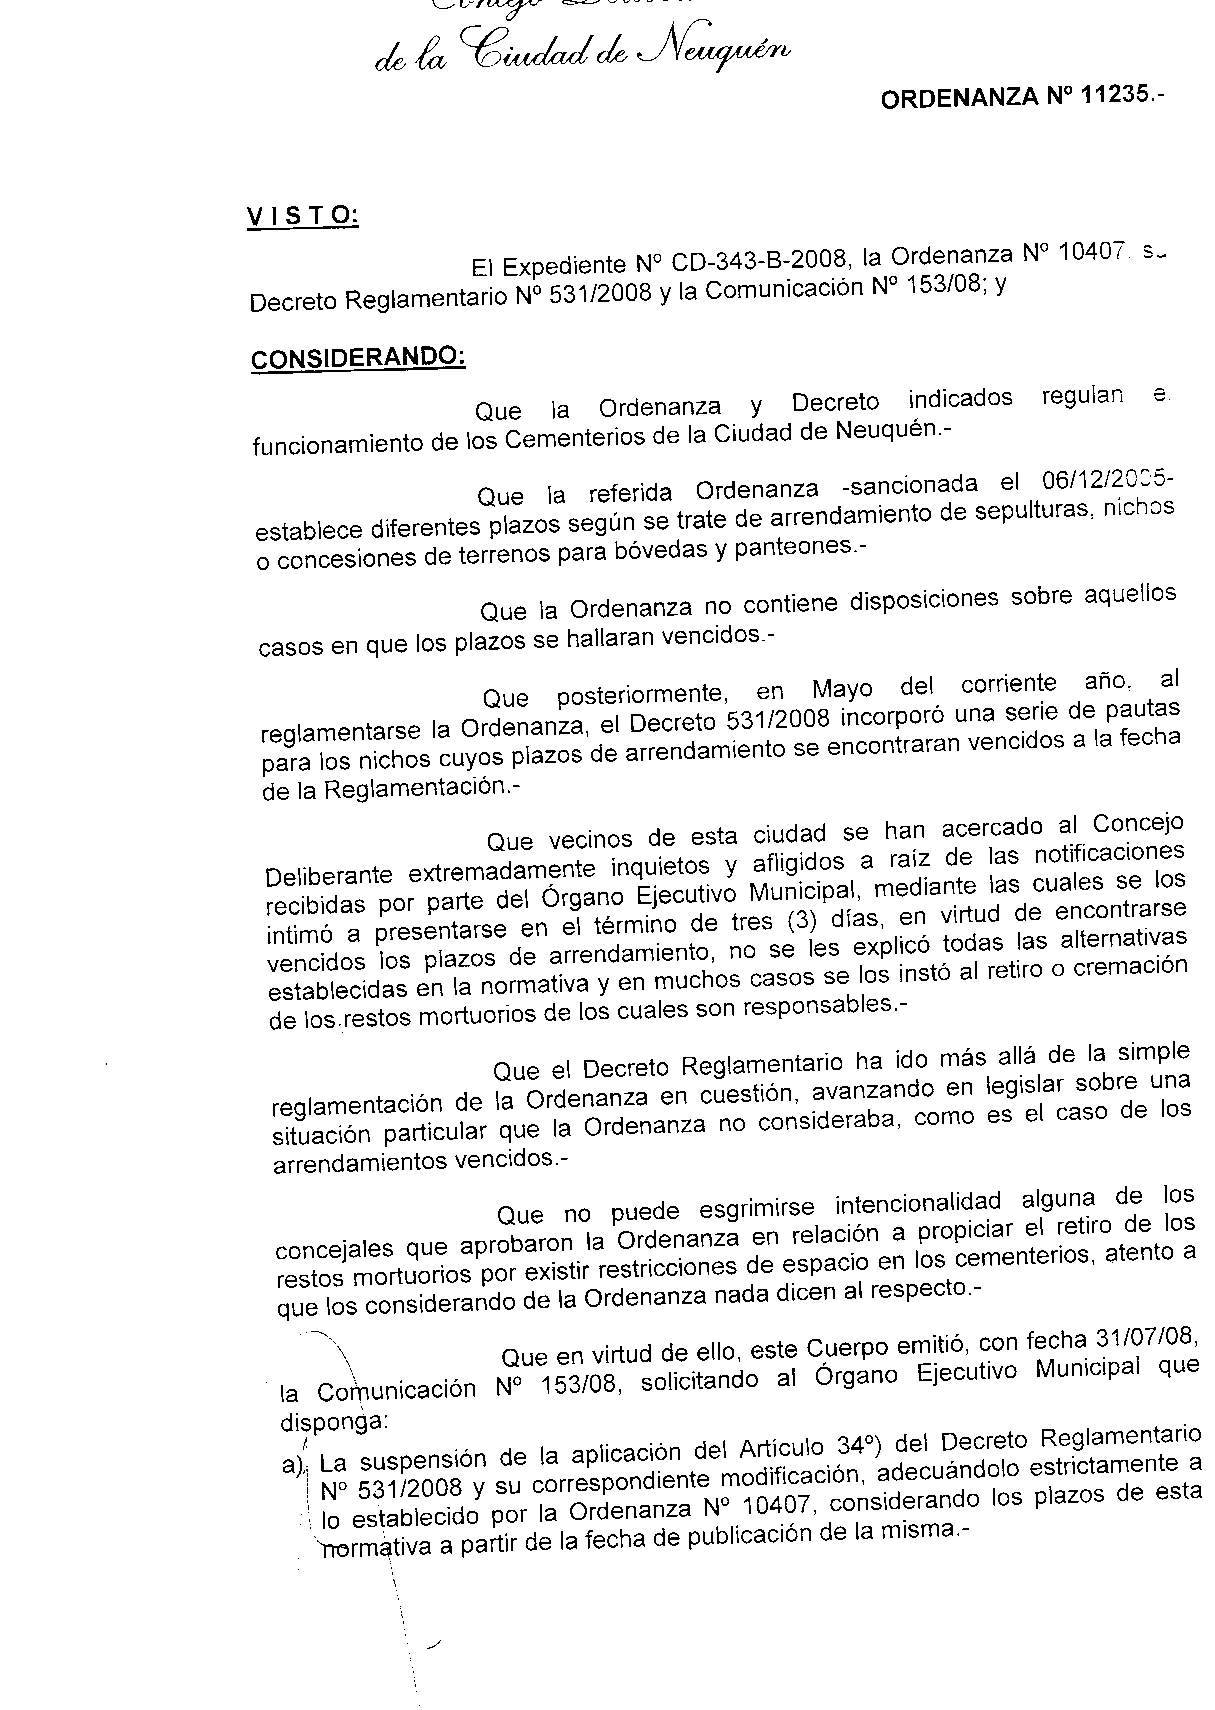 de la Ciudad de Neuquén
ORDENANZA Nº 11235.-
V I S T O:
El Expediente Nº CD-343-B-2008, la Ordenanza Nº 10407.
Decreto Reglamentario Nº 531/2008 y la Comunicación Nº 153/08; y
CONSIDERANDO:
Que la Ordenanza y Decreto indicados regulan
funcionamiento de los Cementerios de la Ciudad de Neuquén.-
Que la referida Ordenanza -sancionada el
establece diferentes plazos según se trate de arrendamiento de sepulturas, nichos
o concesiones de terrenos para bóvedas y panteones.-
Que la Ordenanza no contiene disposiciones sobre aquellos
casos en que los plazos se hallaran vencidos.-
Que posteriormente, en Mayo del corriente año, al
reglamentarse la Ordenanza, el Decreto 531/2008 incorporó una serie de pautas
para los nichos cuyos plazos de arrendamiento se encontraran vencidos a la fecha
de la Reglamentación.-
Que vecinos de esta ciudad se han acercado al Concejo
Deliberante extremadamente inquietos y afligidos a raíz de las notificaciones
recibidas por parte del Órgano Ejecutivo Municipal, mediante las cuales se los
intimó a presentarse en el término de tres (3) días, en virtud de encontrarse
vencidos los plazos de arrendamiento, no se les explicó todas las alternativas
establecidas en la normativa y en muchos casos se los instó al retiro o cremación
de los restos mortuorios de los cuales son responsables.-
Que el Decreto Reglamentario ha ido más allá de la simple
reglamentación de la Ordenanza en cuestión, avanzando en legislar sobre una
situación particular que la Ordenanza no consideraba, como es el caso de los
arrendamientos vencidos.-
Que no puede esgrimirse intencionalidad alguna de los
concejales que aprobaron la Ordenanza en relación a propiciar el retiro de los
restos mortuorios por existir restricciones de espacio en los cementerios, atento a
que los considerando de la Ordenanza nada dicen al respecto.-
Que en virtud de ello, este Cuerpo emitió, con fecha 31/07/08,
la Comunicación Nº 153/08, solicitando al Órgano Ejecutivo Municipal que
disponga:
a) La suspensión de la aplicación del Artículo 34º) del Decreto Reglamentario
Nº 531/2008 y su correspondiente modificación, adecuándolo estrictamente a
lo establecido por la Ordenanza Nº 10407, considerando los plazos de esta
normativa a partir de la fecha de publicación de la misma.-